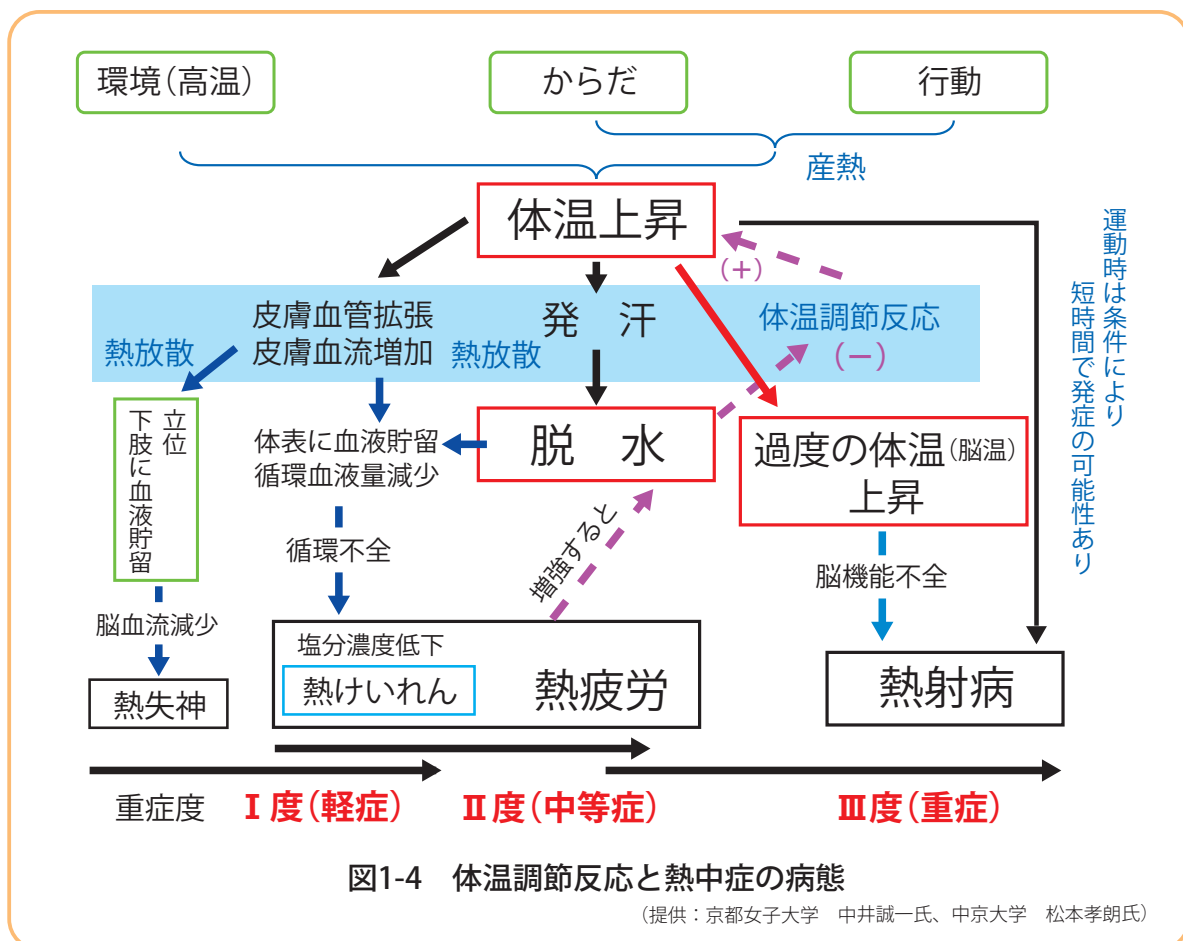 環境（高温）
からだ
行動
産熱
体温上昇
運動時は条件により
短時間で発症の可能性あり
（+）
皮膚血管拡張
皮膚血流増加
熱放散
発　汗
熱放散
体温調節反応
（−）
立位
下肢に血液貯留
体表に血液貯留
循環血液量減少
脱　水
過度の体温（脳温）
上昇
循環不全
増強すると
脳機能不全
脳血流減少
塩分濃度低下
熱けいれん
熱疲労
熱射病
熱失神
重症度
Ⅰ度（軽症）
Ⅱ度（中等症）
Ⅲ度（重症）
図1-4　体温調節反応と熱中症の病態
（提供：京都女子大学　中井誠一氏、中京大学　松本孝朗氏）